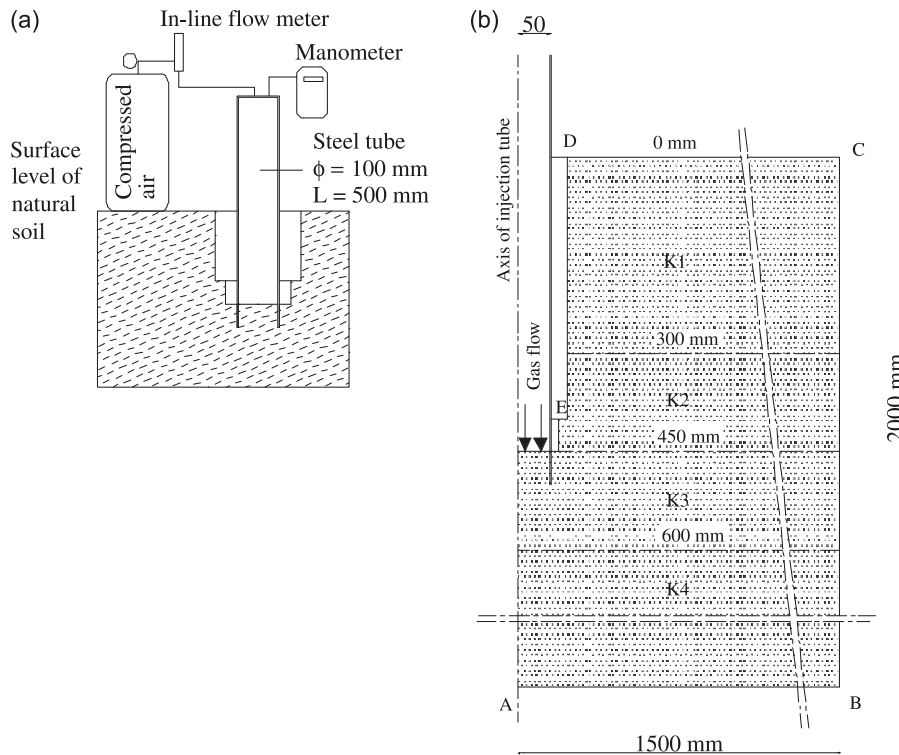 (a)
In-line flow meter
Manometer
Compressed
air
Steel tube
ϕ = 100 mm
L = 500 mm
Surface
level of
natural
soil
(b)
50
Axis of injection tube
D
0 mm
C
K1
300 mm
Gas flow
K2
E
450 mm
K3
600 mm
K4
2000 mm
A
B
1500 mm